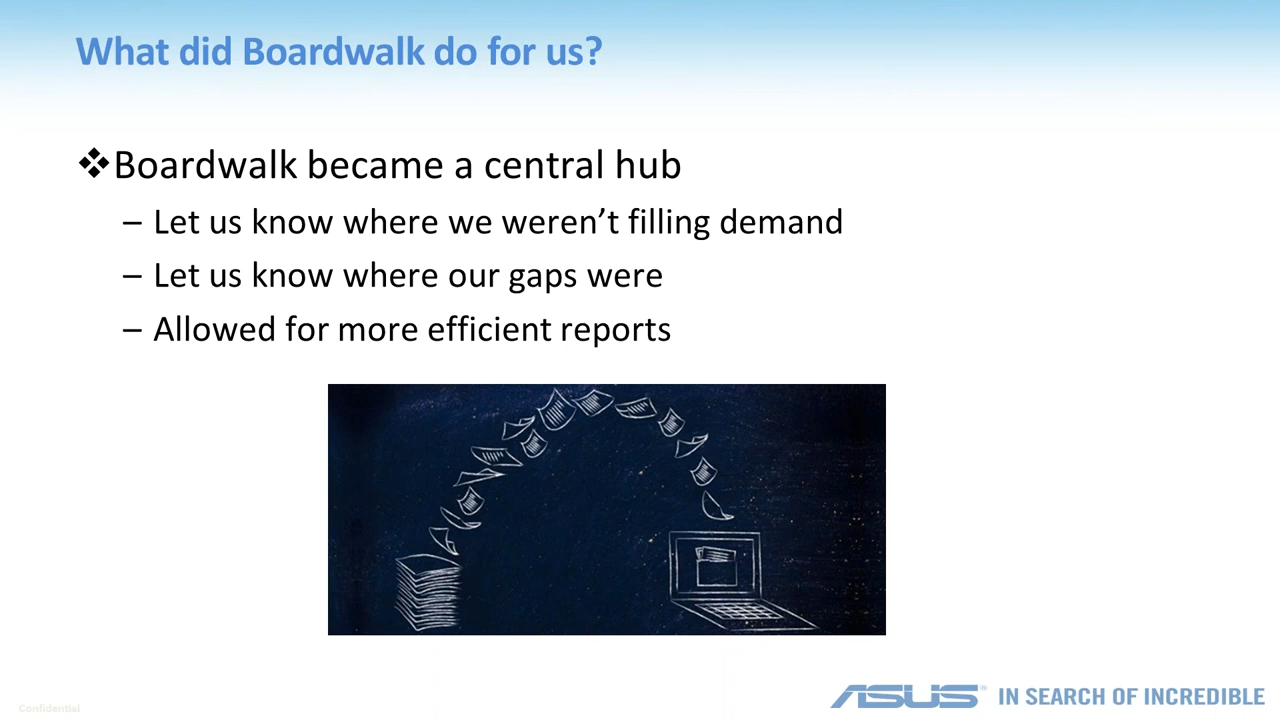 What did Boardwalk do for us?
❖Boardwalk became a central hub
– Let us know where we weren’t filling demand
– Let us know where our gaps were
– Allowed for more efficient reports
Confidential
ASUS® IN SEARCH OF INCREDIBLE